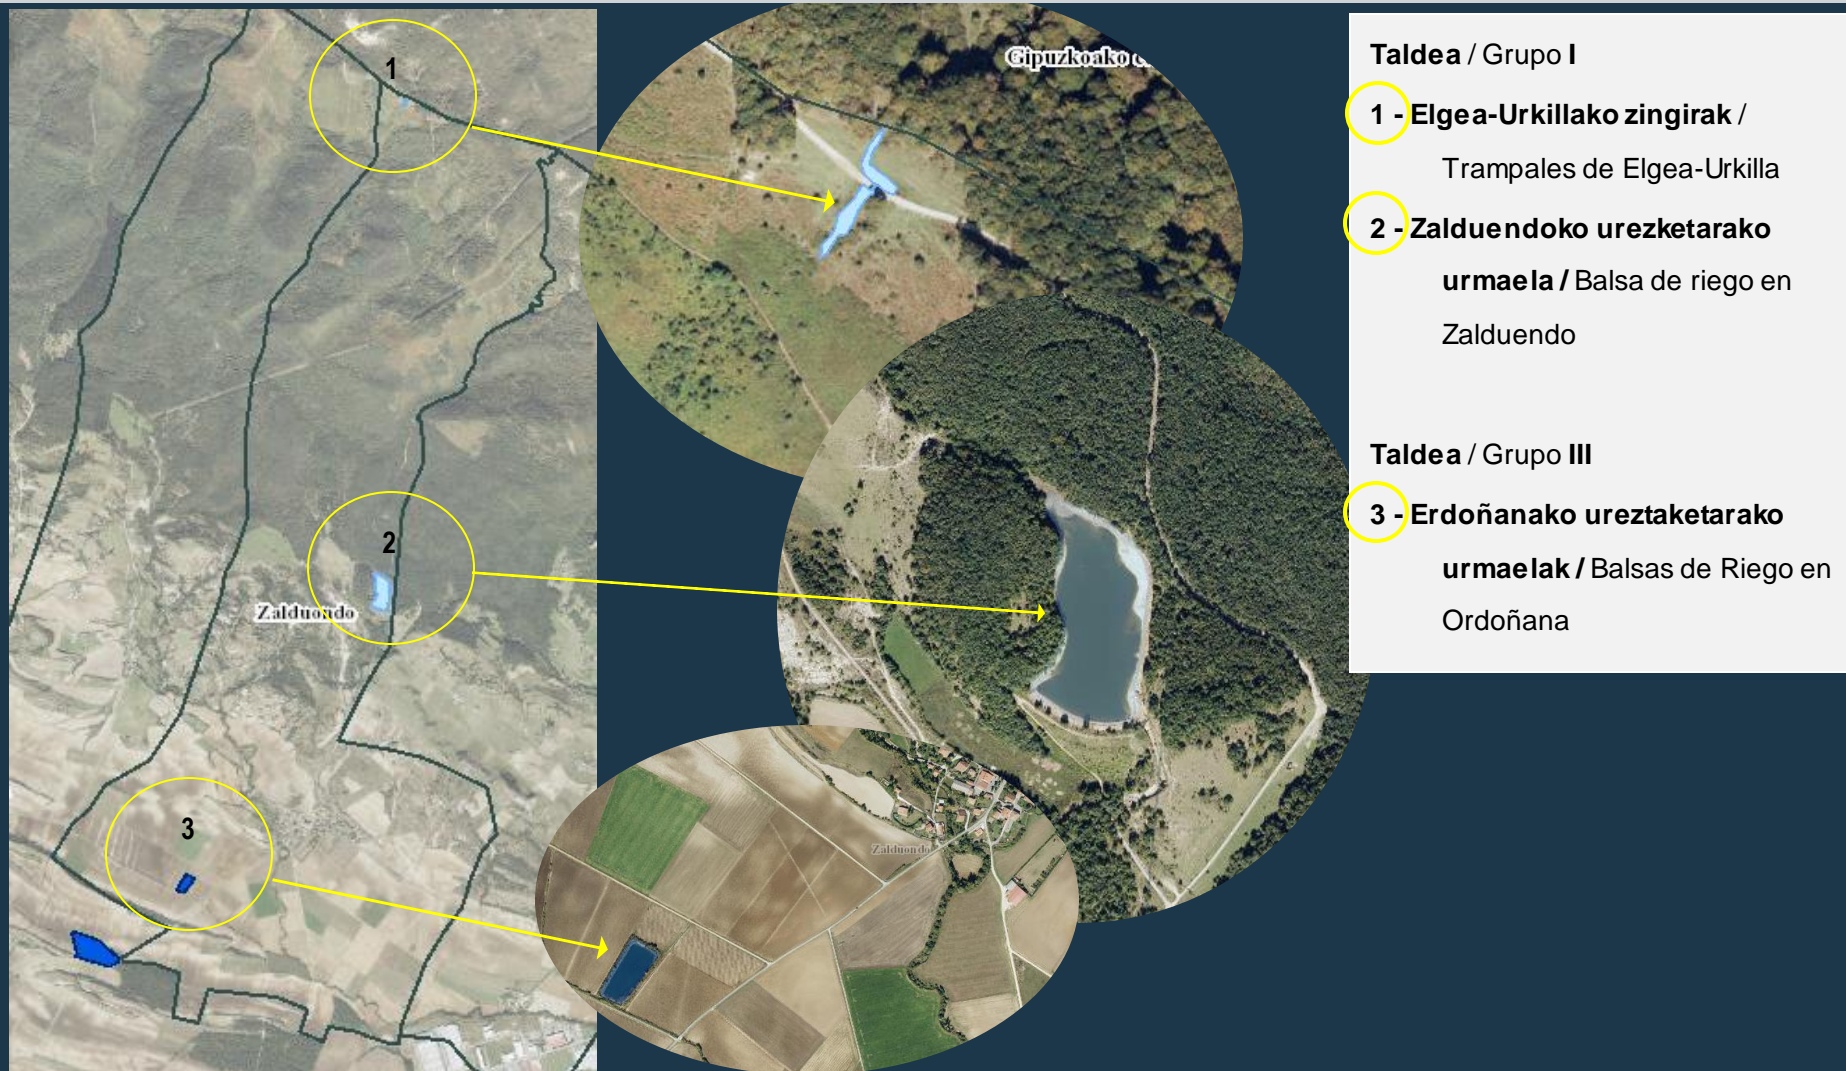 1
2
Zalduondo
3
Gipuzkoako
Zalduondo
Taldea / Grupo I
1 - Elgea-Urkillako zingirak /
Trampales de Elgea-Urkilla
2 - Zalduendoko urezketarako
urmaela / Balsa de riego en
Zalduendo
Taldea / Grupo III
3 - Erdoñanako ureztaketarako
urmaelak / Balsas de Riego en
Ordoñana